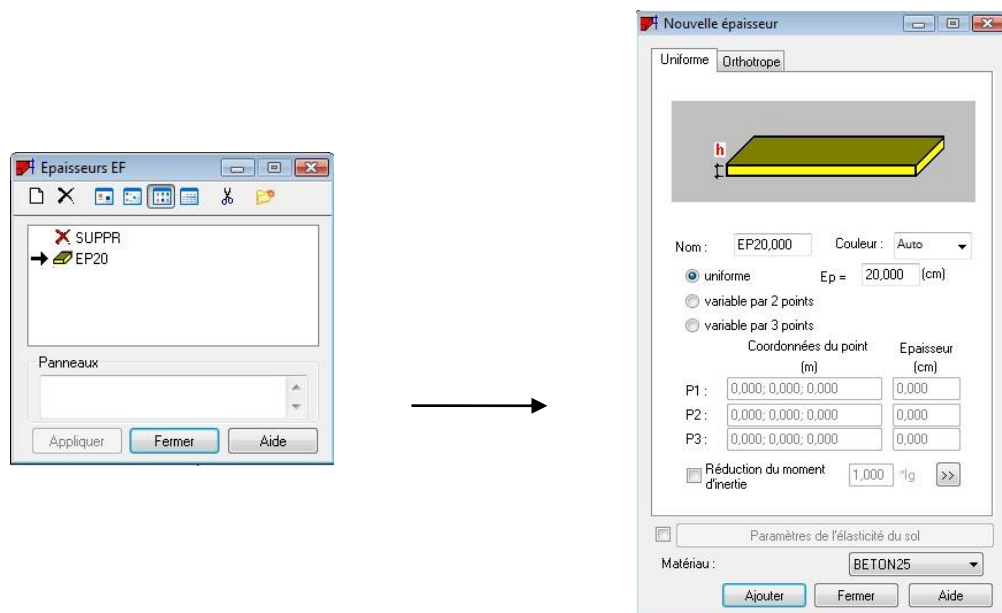 Epaisseurs EF
SUPPR
EP20
Panneaux
Appliquer Fermer Aide
Nouvelle épaisseur
Uniforme Orthotrope
h
Nom : EP20,000 Couleur : Auto
uniforme Ep = 20,000 (cm)
variable par 2 points
variable par 3 points
Coordonnées du point Epaisseur
(m) (cm)
P1 : 0,000; 0,000; 0,000 0,000
P2 : 0,000; 0,000; 0,000 0,000
P3 : 0,000; 0,000; 0,000 0,000
Réduction du moment
d'inertie 1,000 *Ig >>
Paramètres de l'élasticité du sol
Matériau : BETON25
Ajouter Fermer Aide